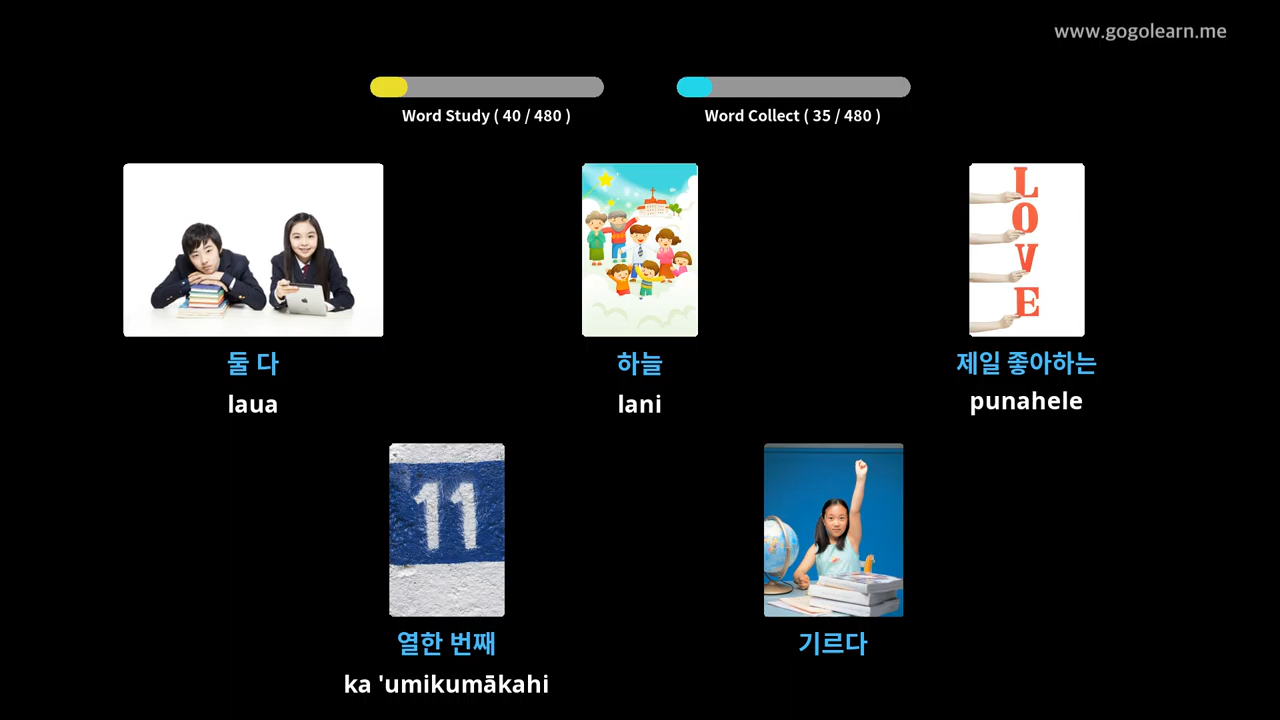 www.gogolearn.me
Word Study ( 40 / 480 )
Word Collect ( 35 / 480 )
LOVE
둘 다
laua
하늘
lani
제일 좋아하는
punahele
11
열한 번째
ka 'umikumākahi
기르다